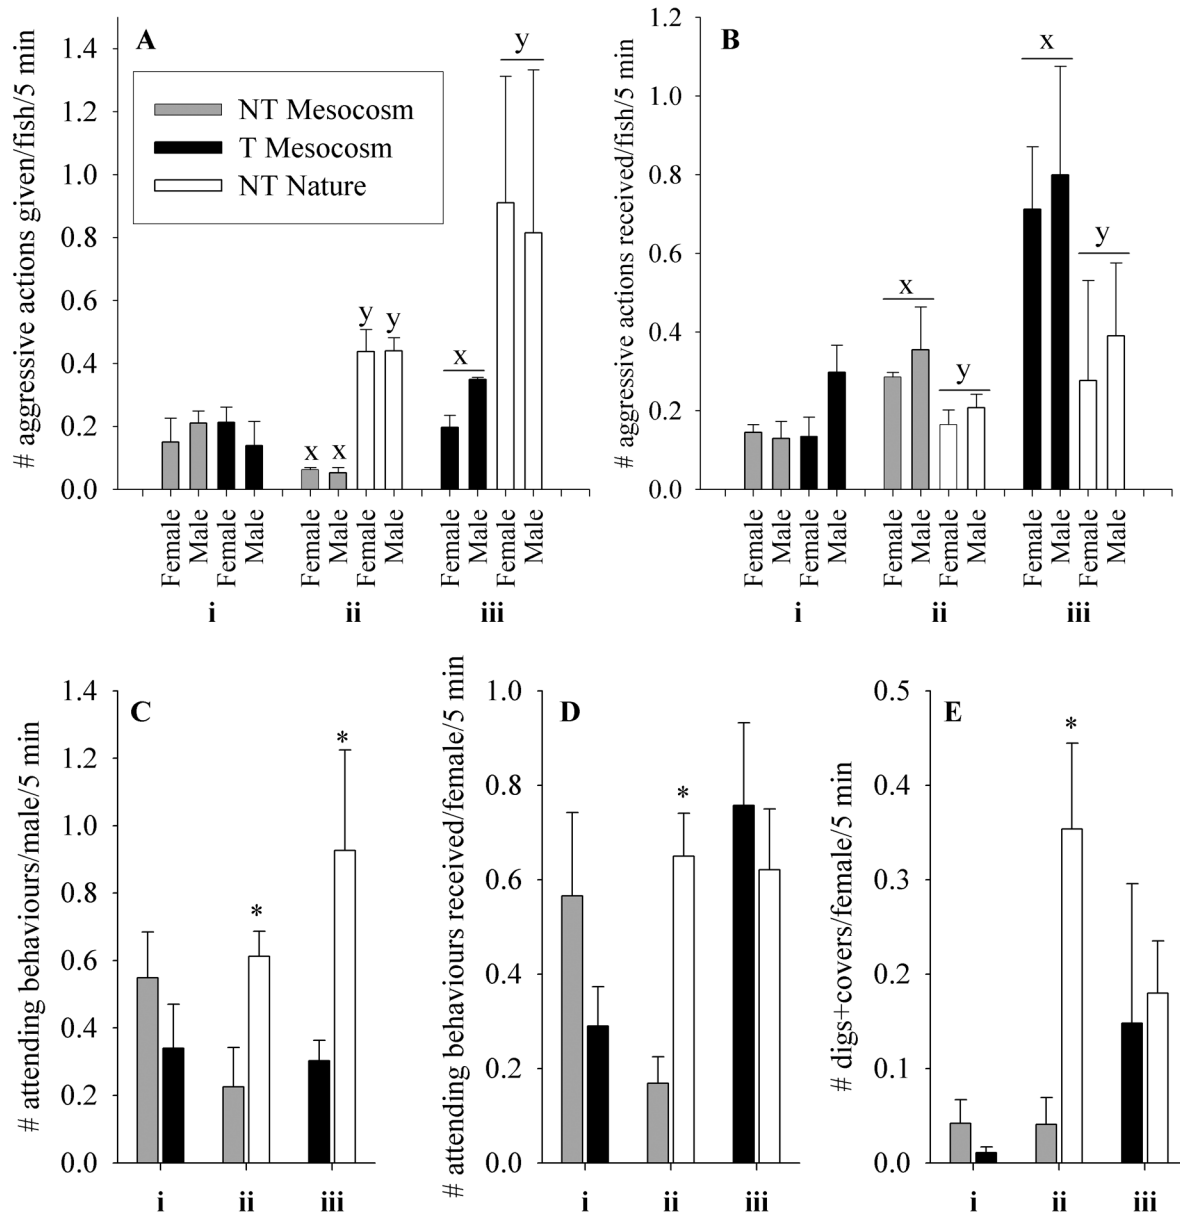 A
# aggressive actions given/fish/5 min
1.4
1.2
1.0
0.8
0.6
0.4
0.2
0.0
NT Mesocosm
T Mesocosm
NT Nature
x x y y x y
Female Male Female Male Female Male Female Male Female Male Female Male
i ii iii
B
# aggressive actions received/fish/5 min
1.2
1.0
0.8
0.6
0.4
0.2
0.0
x y x y
Female Male Female Male Female Male Female Male Female Male Female Male
i ii iii
C
# attending behaviours/male/5 min
1.4
1.2
1.0
0.8
0.6
0.4
0.2
0.0
* *
i ii iii
D
# attending behaviours received/female/5 min
1.0
0.8
0.6
0.4
0.2
0.0
*
i ii iii
E
# digs+covers/female/5 min
0.5
0.4
0.3
0.2
0.1
0.0
*
i ii iii